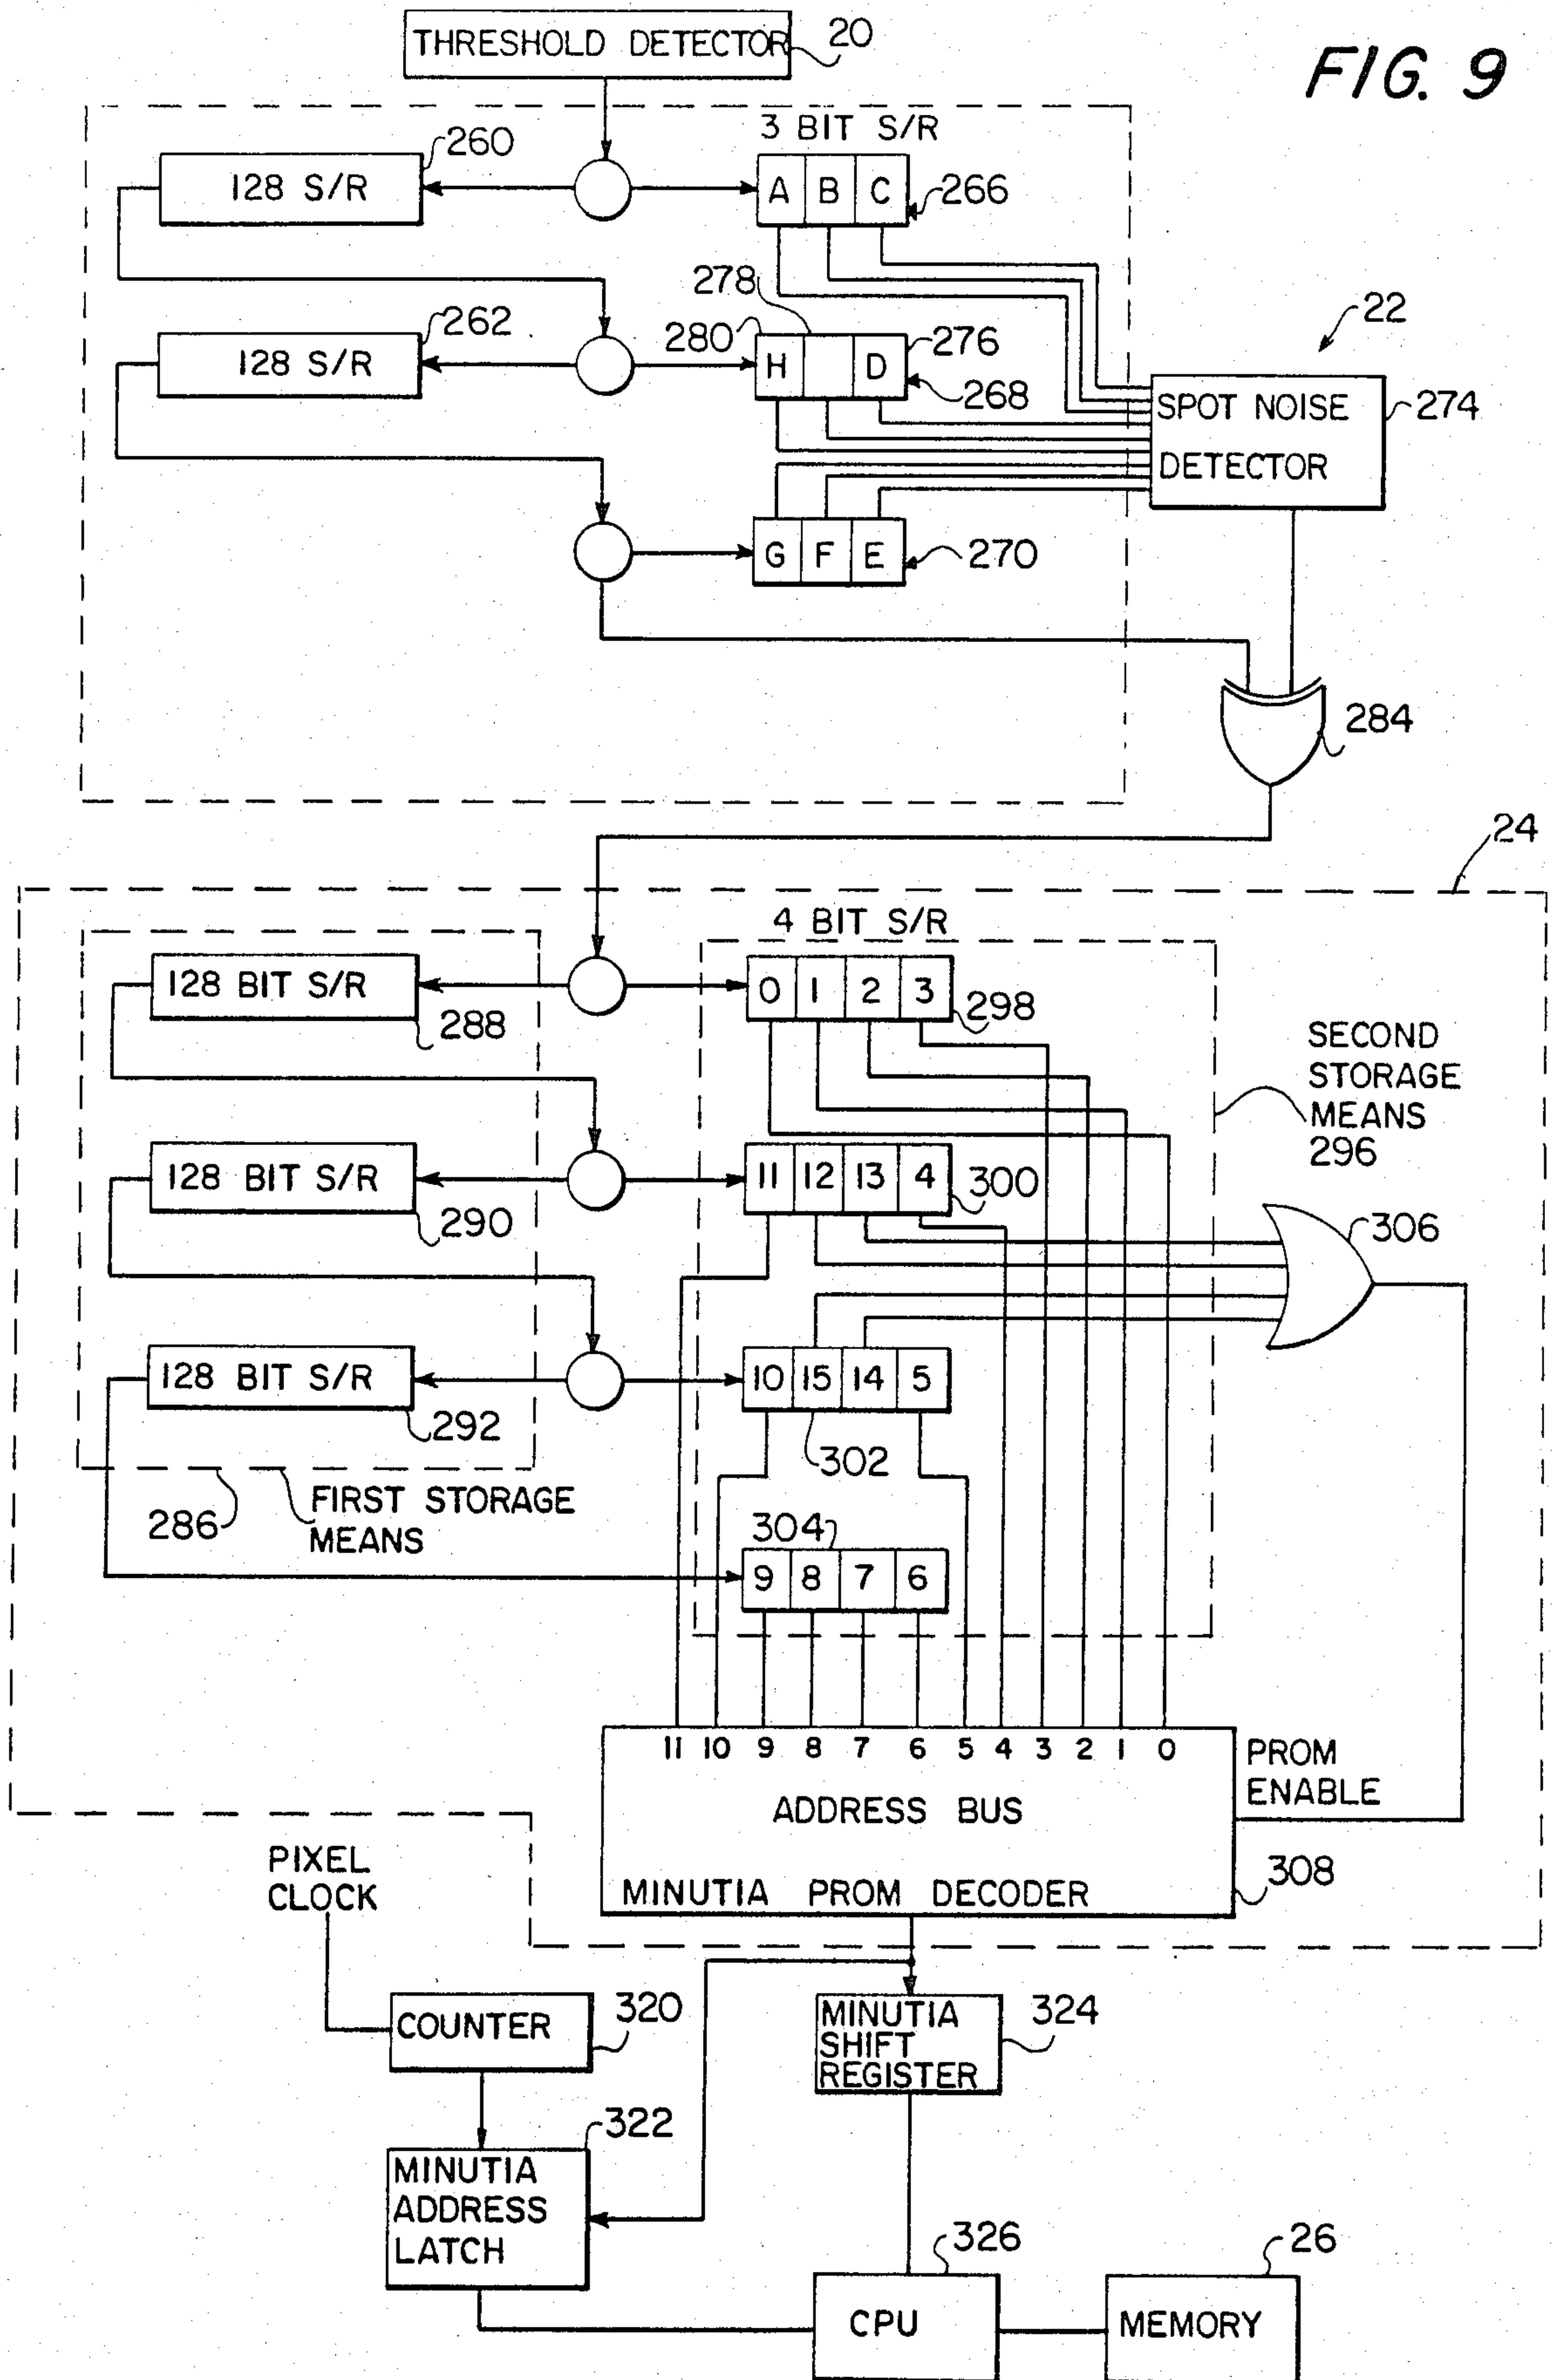 THRESHOLD DETECTOR
20
FIG. 9
3 BIT S/R
260
128 S/R
A B C
266
278
262
280
276
22
128 S/R
H D
268
SPOT NOISE
DETECTOR
274
G F E
270
284
24
4 BIT S/R
128 BIT S/R
0 1 2 3
288
298
SECOND
STORAGE
MEANS
296
128 BIT S/R
11 12 13 4
300
290
306
128 BIT S/R
10 15 14 5
292
302
286
FIRST STORAGE
MEANS
304
9 8 7 6
11 10 9 8 7 6 5 4 3 2 1 0
PROM
ENABLE
ADDRESS BUS
PIXEL
CLOCK
MINUTIA PROM DECODER
308
COUNTER
320
MINUTIA
SHIFT
REGISTER
324
322
MINUTIA
ADDRESS
LATCH
326
26
CPU
MEMORY